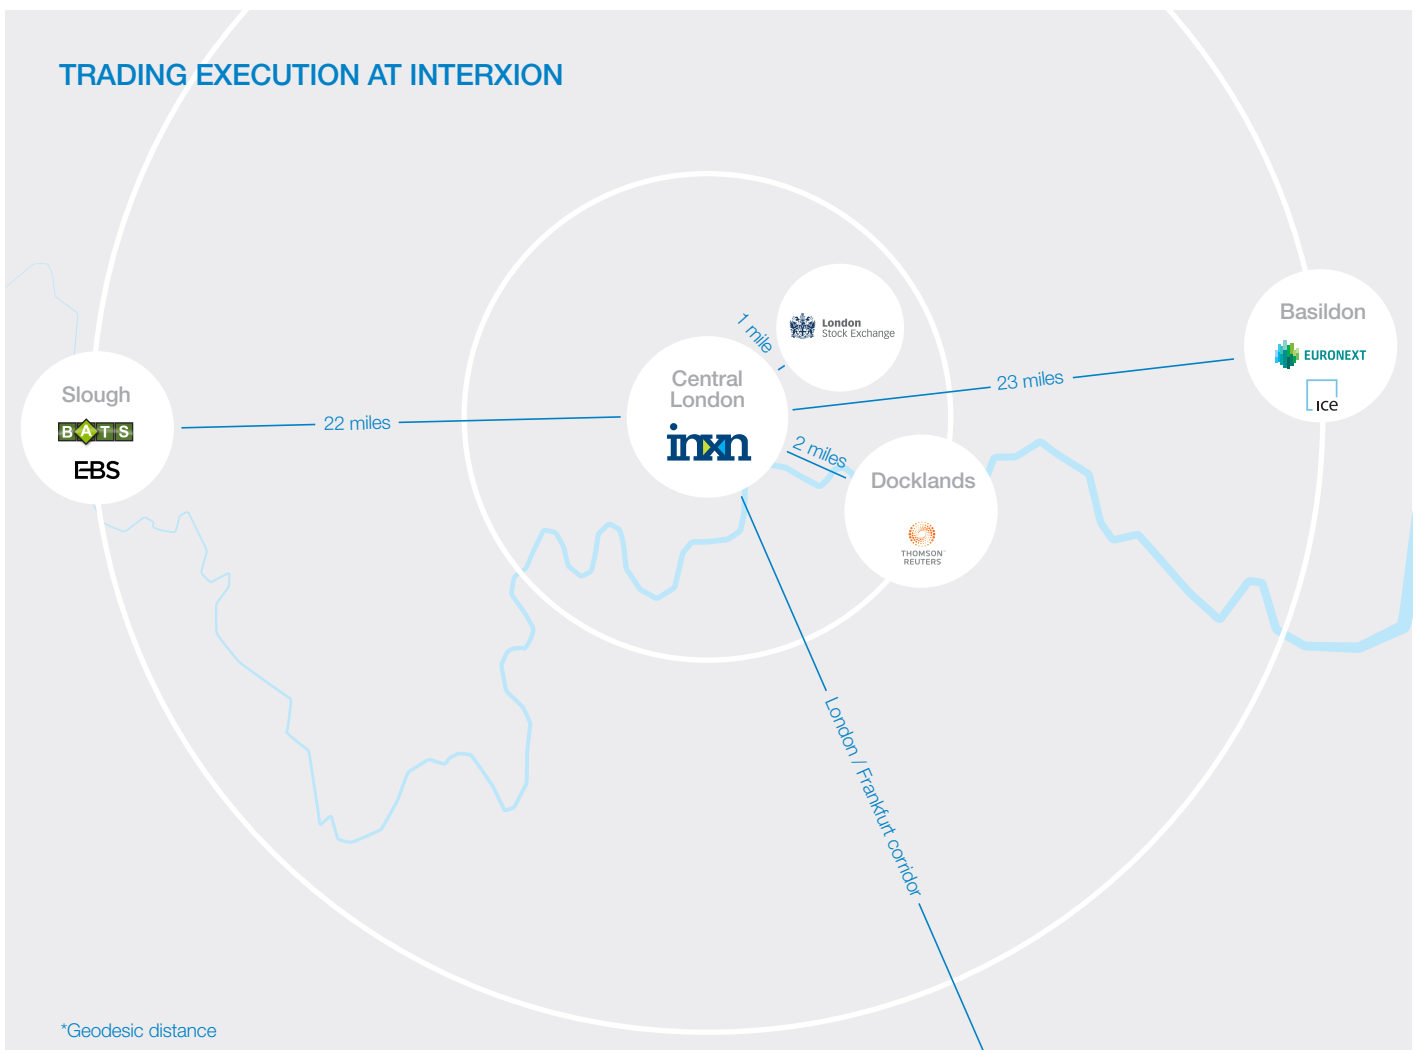 TRADING EXECUTION AT INTERXION
London
Stock Exchange
1 mile
Basildon
EURONEXT
ice
23 miles
Central
London
inxn
Slough
BATS
EBS
22 miles
2 miles
Docklands
THOMSON
REUTERS
London / Frankfurt corridor
*Geodesic distance